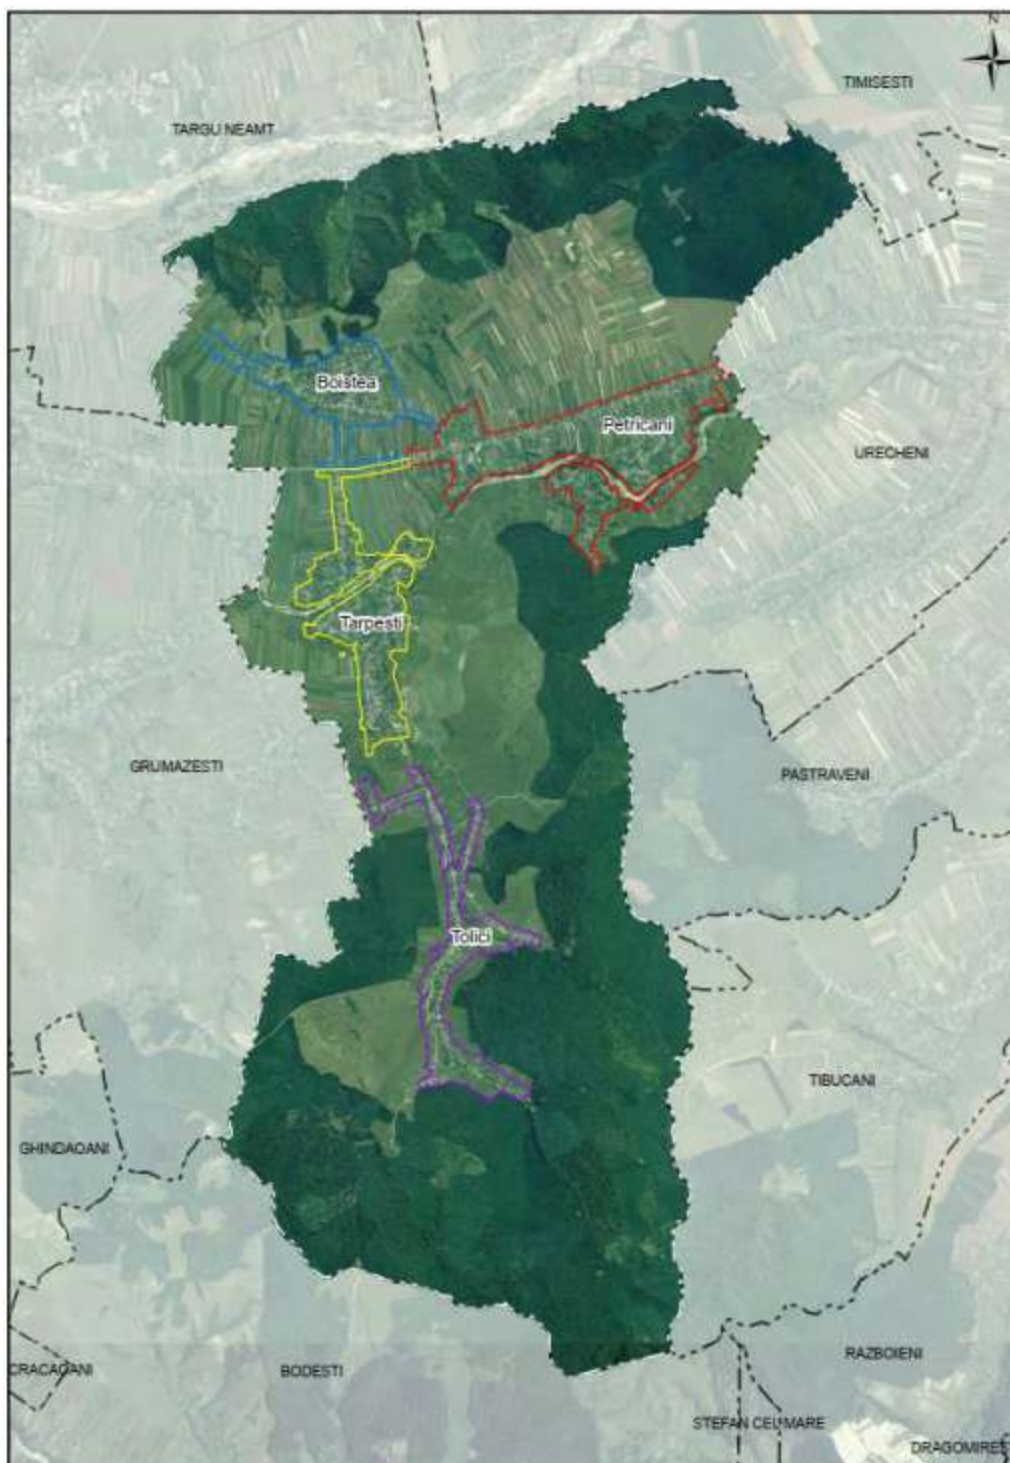 TIMISESTI
TARGU NEAMT
Boistea
Petricani
URECHENI
Tarpesti
GRUMAZESTI
PASTRAVENI
Tolici
TIBUCANI
GHINDAOANI
RAZBOIENI
CRACAOANI
BODESTI
STEFAN CEL MARE
DRAGOMIRES